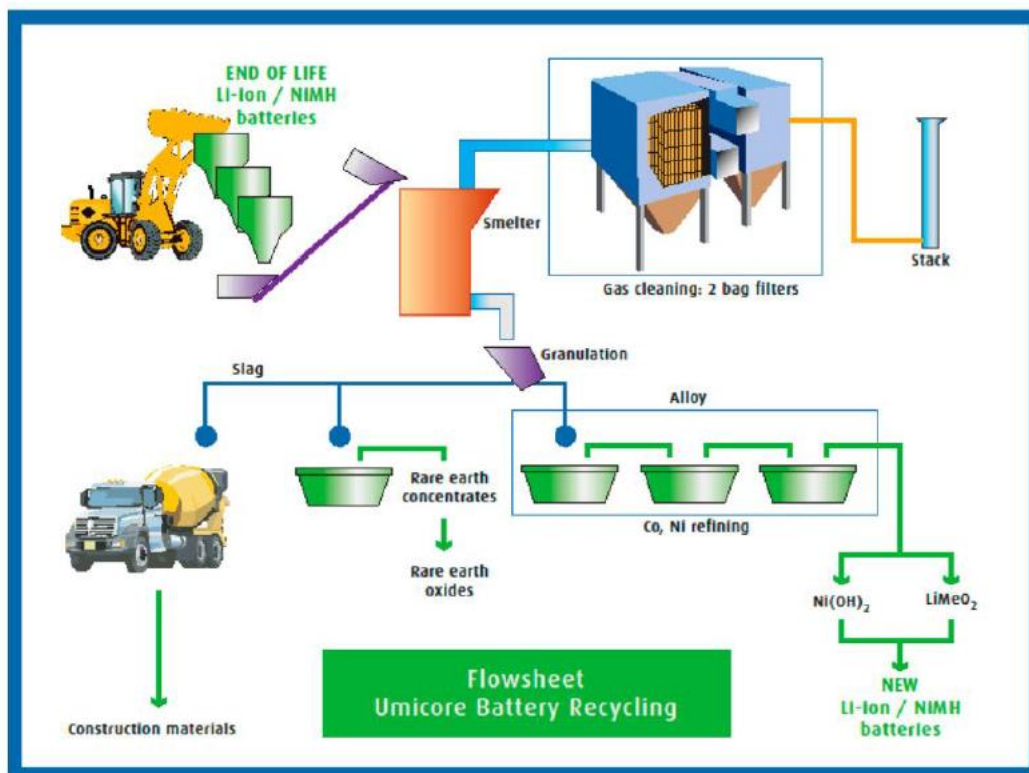 END OF LIFE
Li-Ion / NiMH
batteries
Smelter
Gas cleaning: 2 bag filters
Stack
Granulation
Slag
Alloy
Rare earth
concentrates
Co, Ni refining
Rare earth
oxides
Ni(OH)₂
LiMeO₂
Flowsheet
Umicore Battery Recycling
NEW
Li-Ion / NiMH
batteries
Construction materials